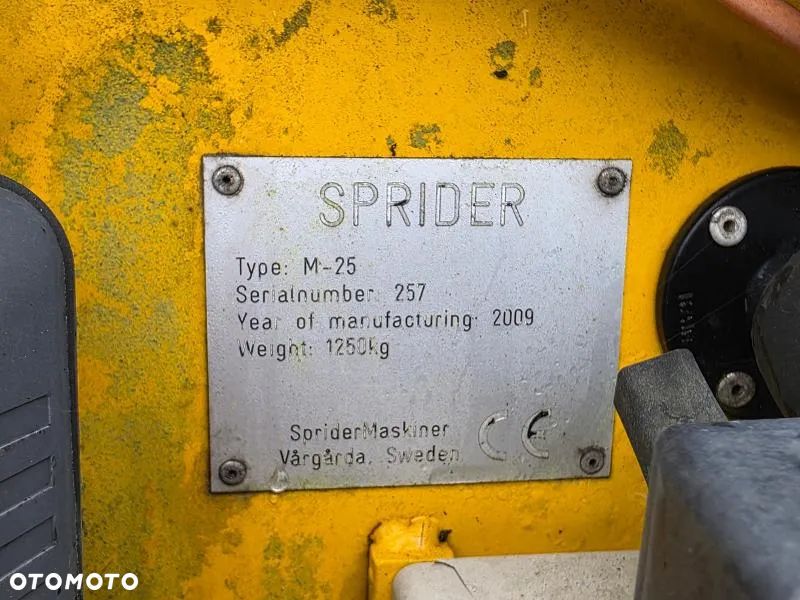 SPRIDER
Type: M-25
Serialnumber: 257
Year of manufacturing: 2009
Weight: 1250kg
SpriderMaskiner
Vårgårda, Sweden
CE
OTOMOTO